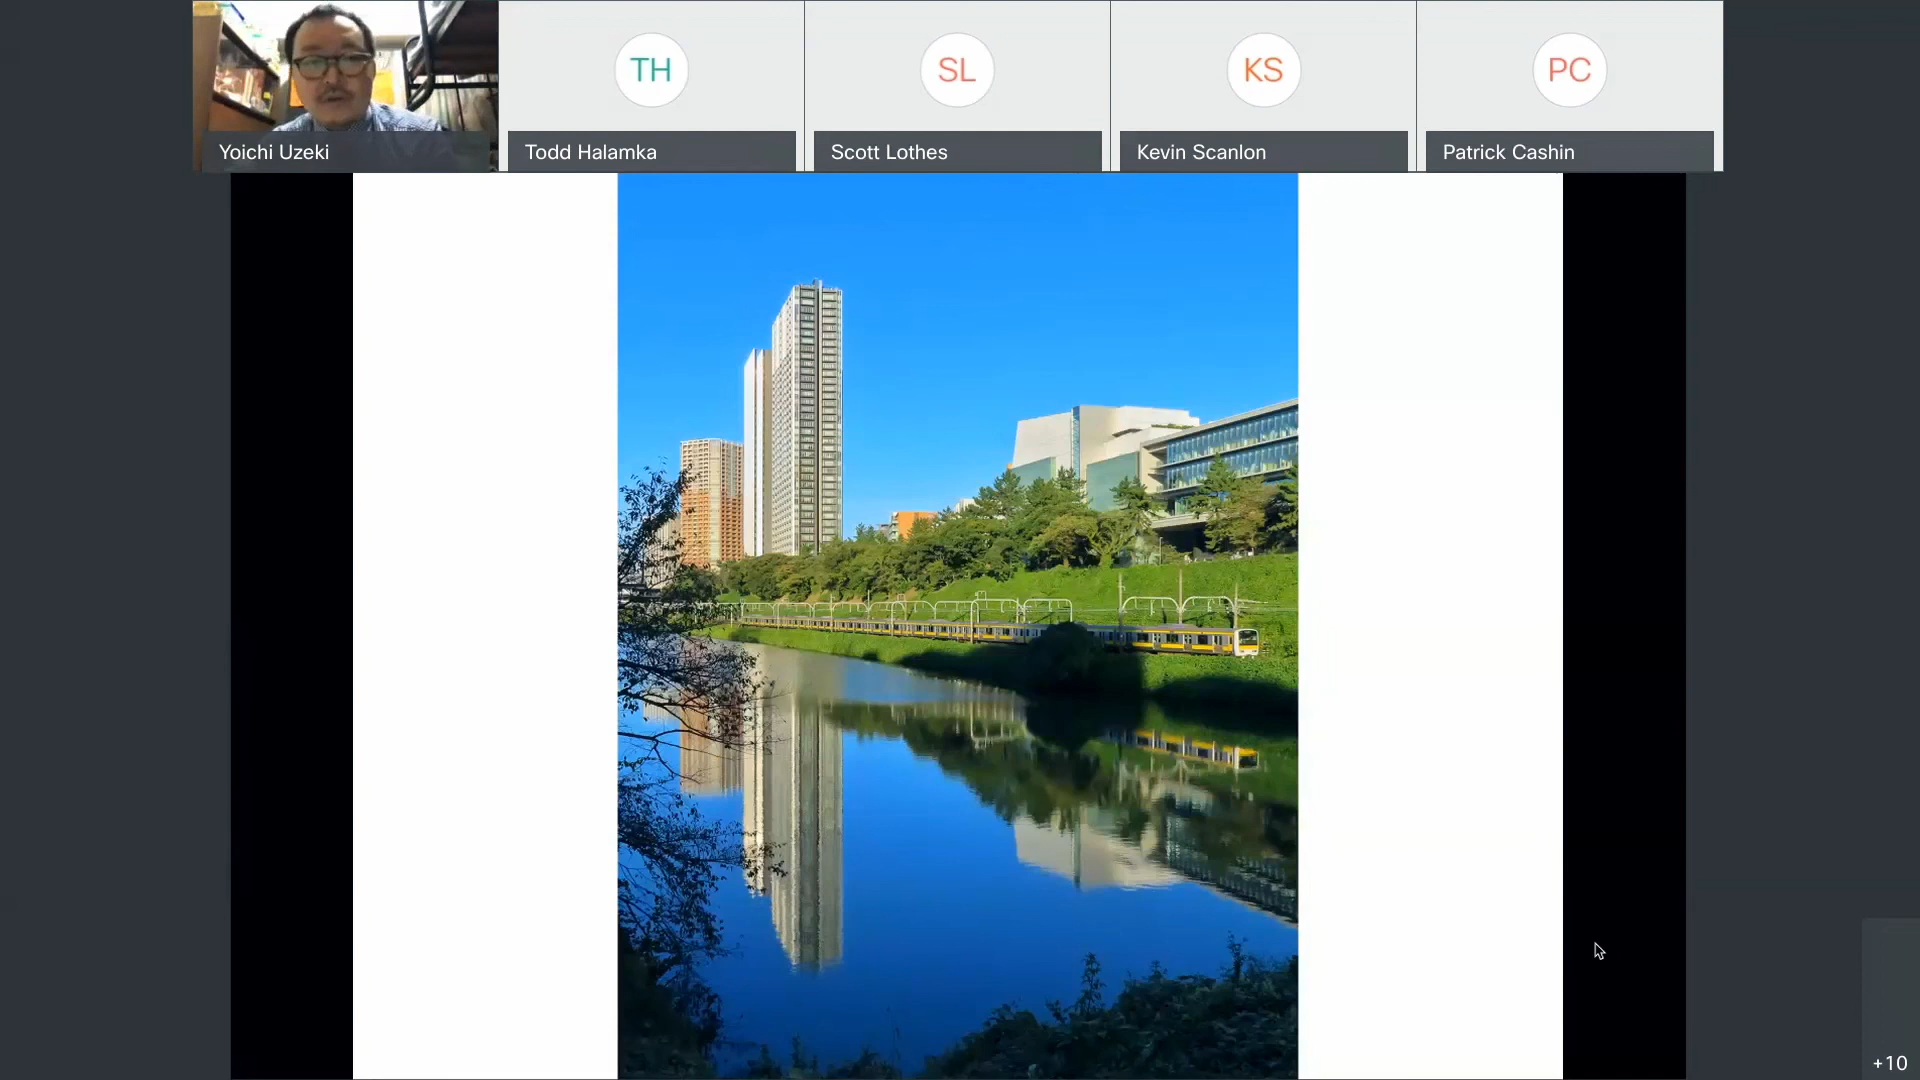 TH
SL
KS
PC
Yoichi Uzeki
Todd Halamka
Scott Lothes
Kevin Scanlon
Patrick Cashin
+10